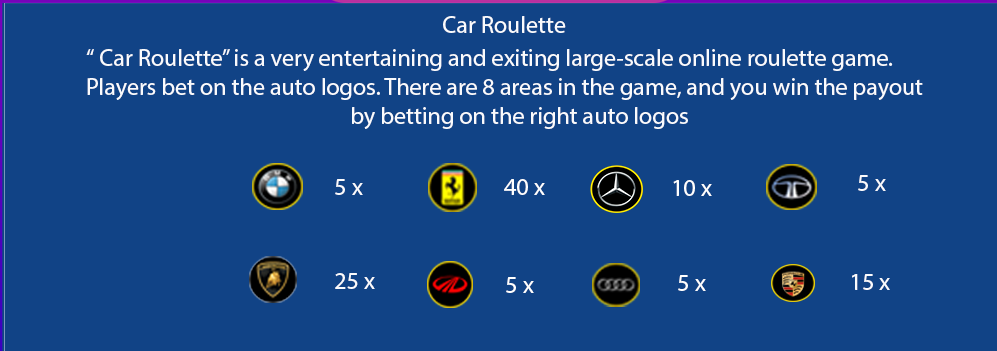 Car Roulette
“ Car Roulette” is a very entertaining and exiting large-scale online roulette game.
Players bet on the auto logos. There are 8 areas in the game, and you win the payout
by betting on the right auto logos
5 x 40 x 10 x 5 x
25 x 5 x 5 x 15 x